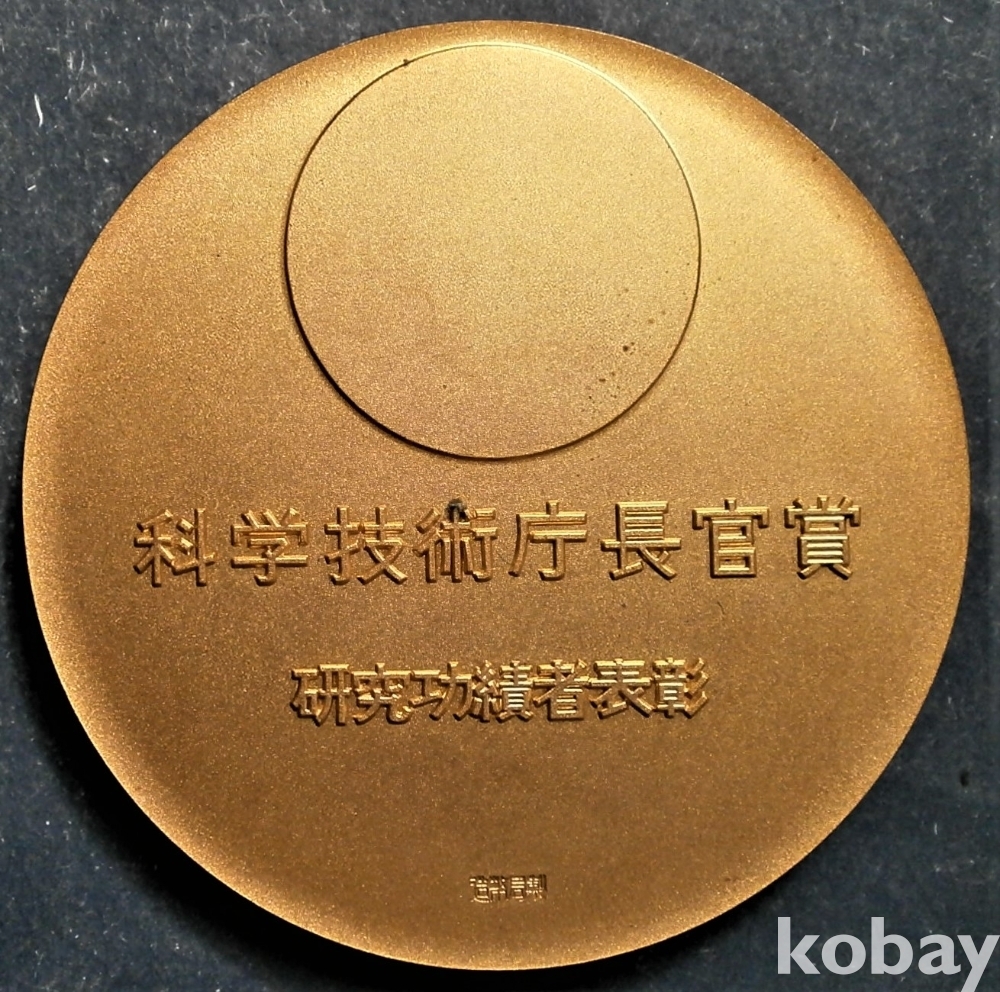 科学技術庁長官賞
研究功績者表彰
造幣局製
kobay